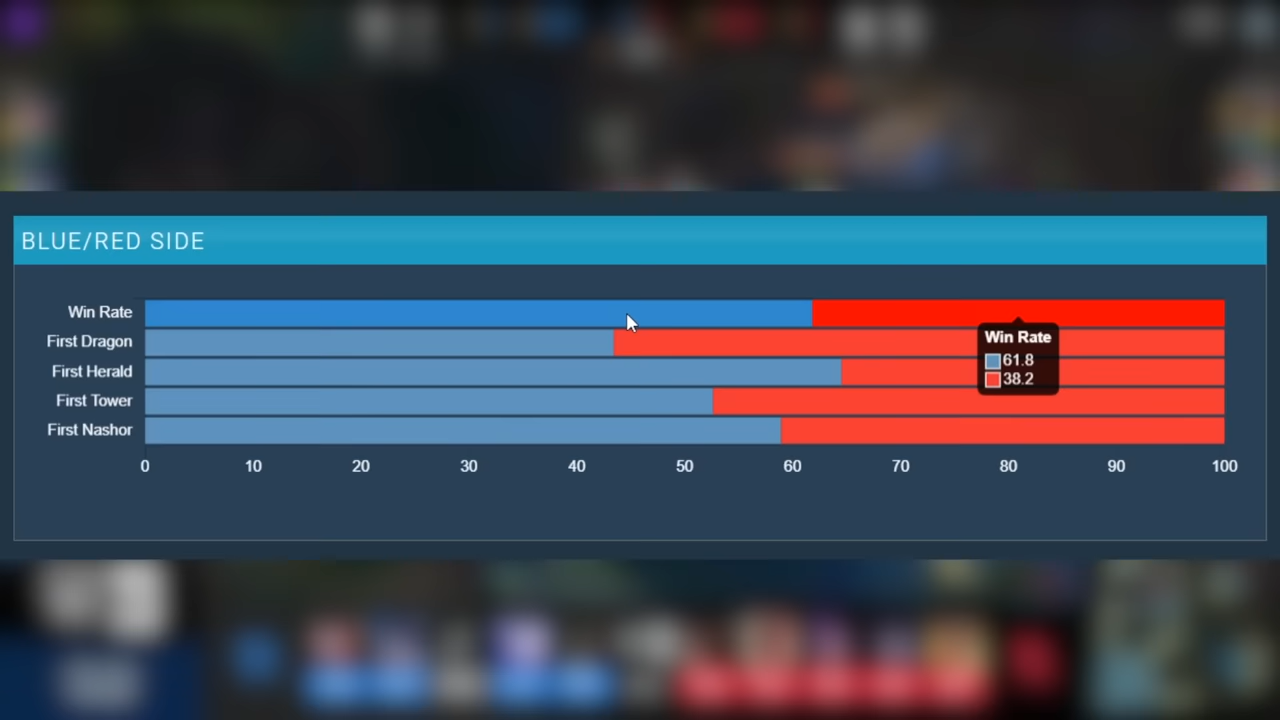 BLUE/RED SIDE
Win Rate
First Dragon
First Herald
First Tower
First Nashor
Win Rate
61.8
38.2
0 10 20 30 40 50 60 70 80 90 100